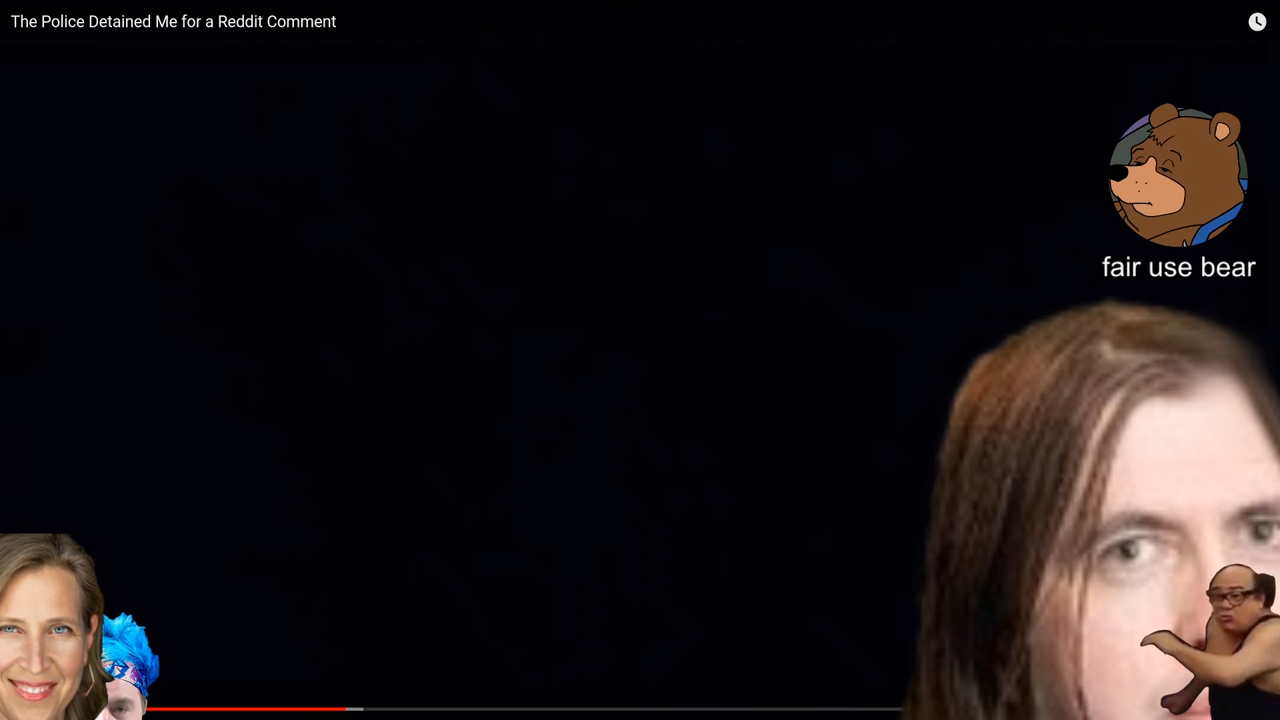 The Police Detained Me for a Reddit Comment
fair use bear